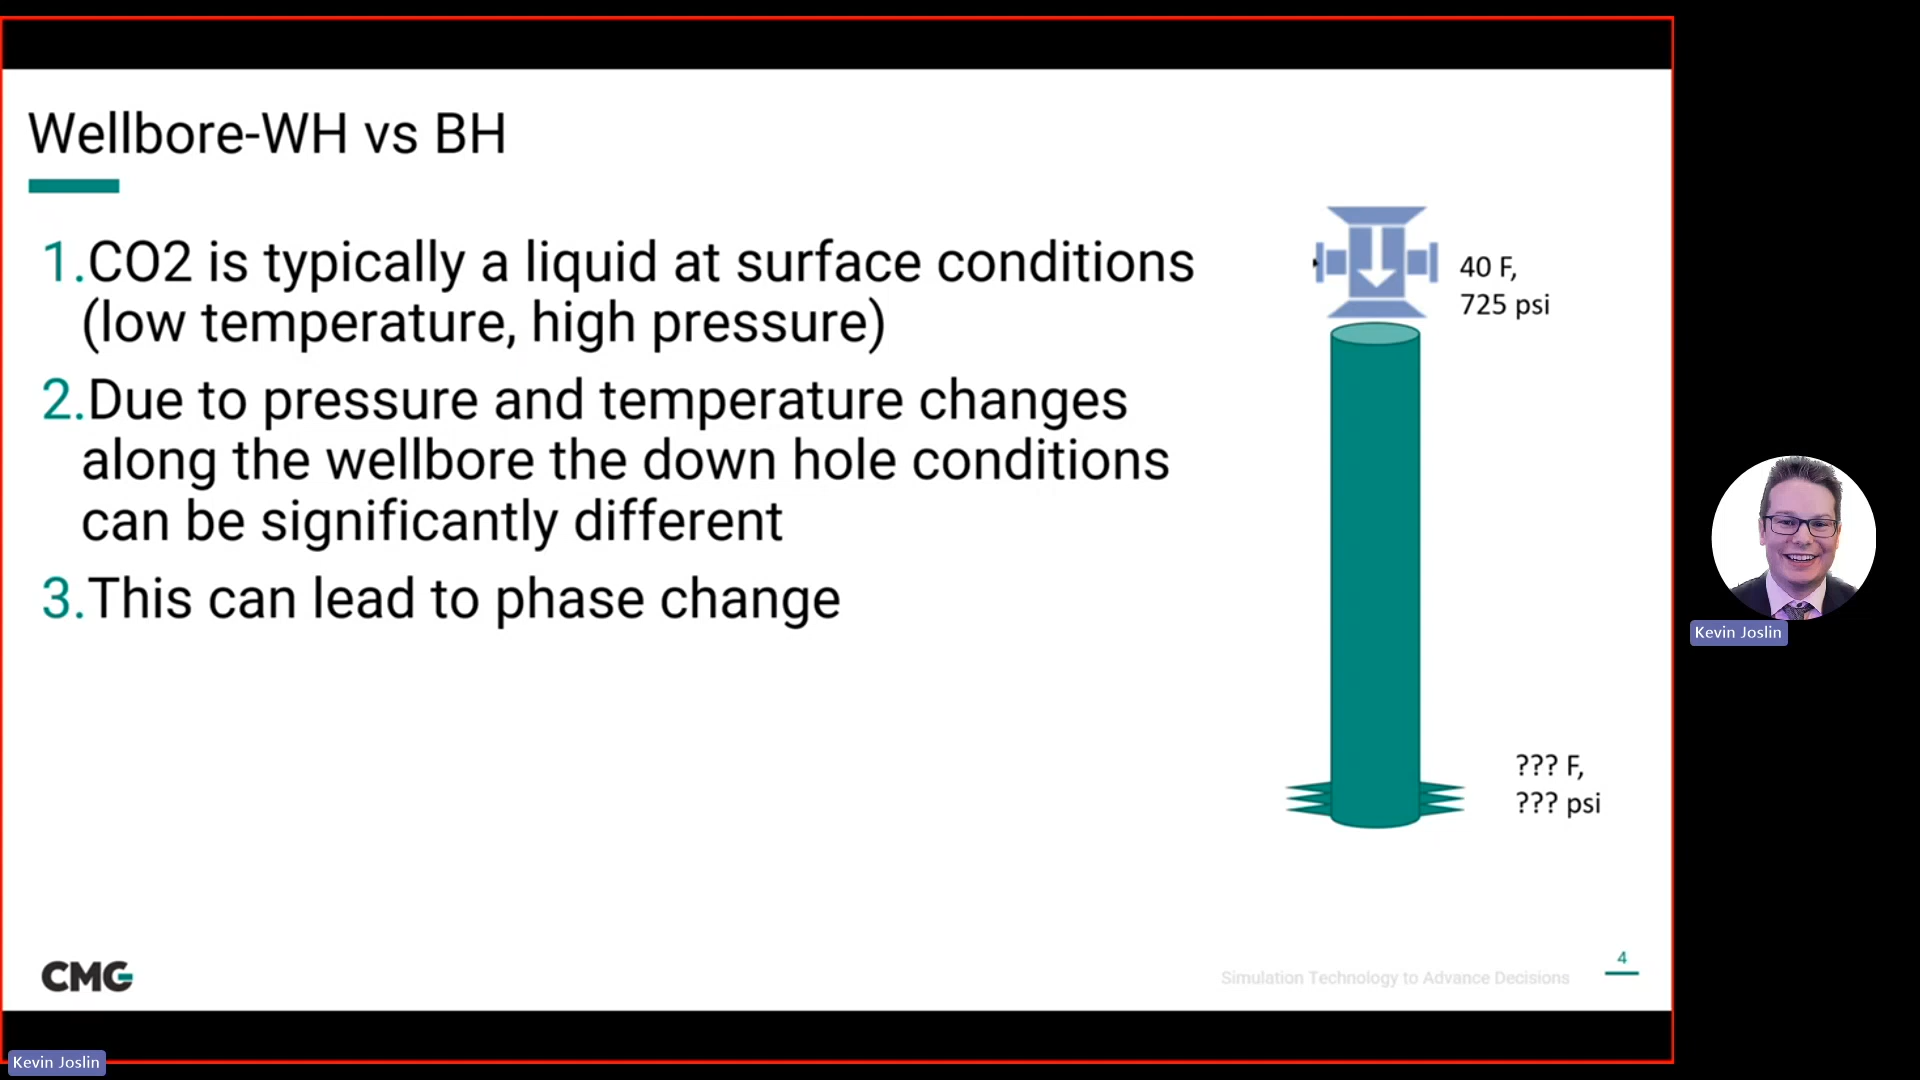 Wellbore-WH vs BH
1.CO2 is typically a liquid at surface conditions
(low temperature, high pressure)
2.Due to pressure and temperature changes
along the wellbore the down hole conditions
can be significantly different
3.This can lead to phase change
40 F,
725 psi
??? F,
??? psi
CMG
Simulation Technology to Advance Decisions
4
Kevin Joslin
Kevin Joslin